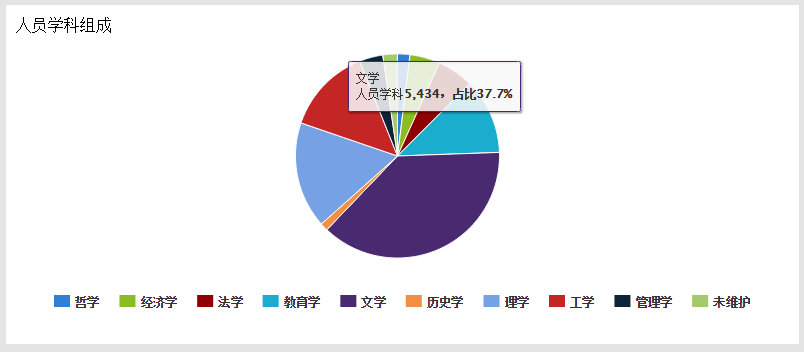 人员学科组成
文学
人员学科5,434，占比37.7%
哲学 经济学 法学 教育学 文学 历史学 理学 工学 管理学 未维护